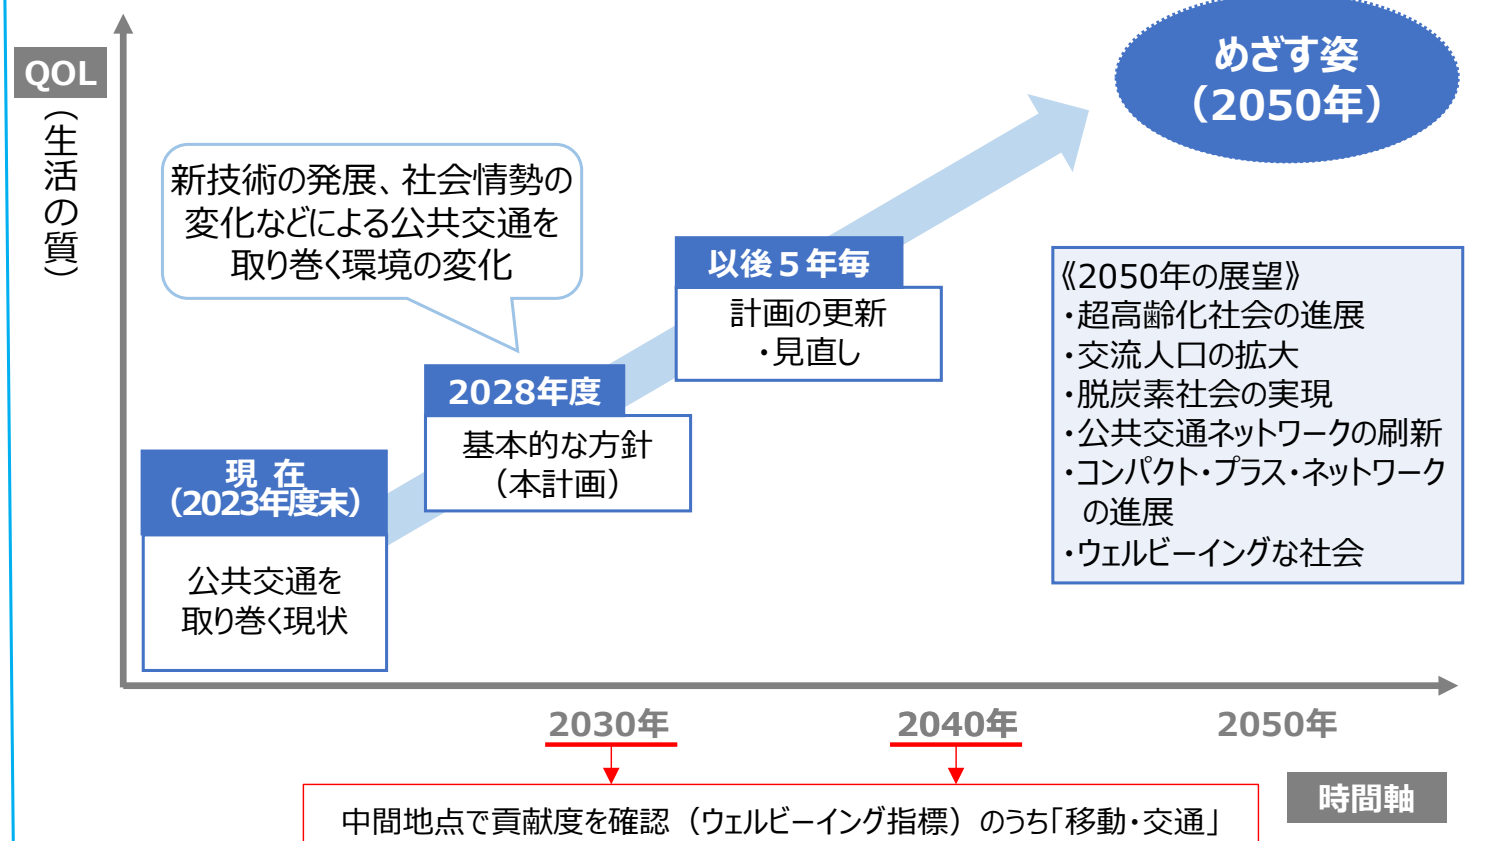 QOL
（生活の質）
めざす姿
（2050年）
新技術の発展、社会情勢の
変化などによる公共交通を
取り巻く環境の変化
以後５年毎
計画の更新
・見直し
2028年度
基本的な方針
（本計画）
現 在
（2023年度末）
公共交通を
取り巻く現状
《2050年の展望》
・超高齢化社会の進展
・交流人口の拡大
・脱炭素社会の実現
・公共交通ネットワークの刷新
・コンパクト・プラス・ネットワーク
の進展
・ウェルビーイングな社会
2030年
2040年
2050年
時間軸
中間地点で貢献度を確認（ウェルビーイング指標）のうち「移動・交通」